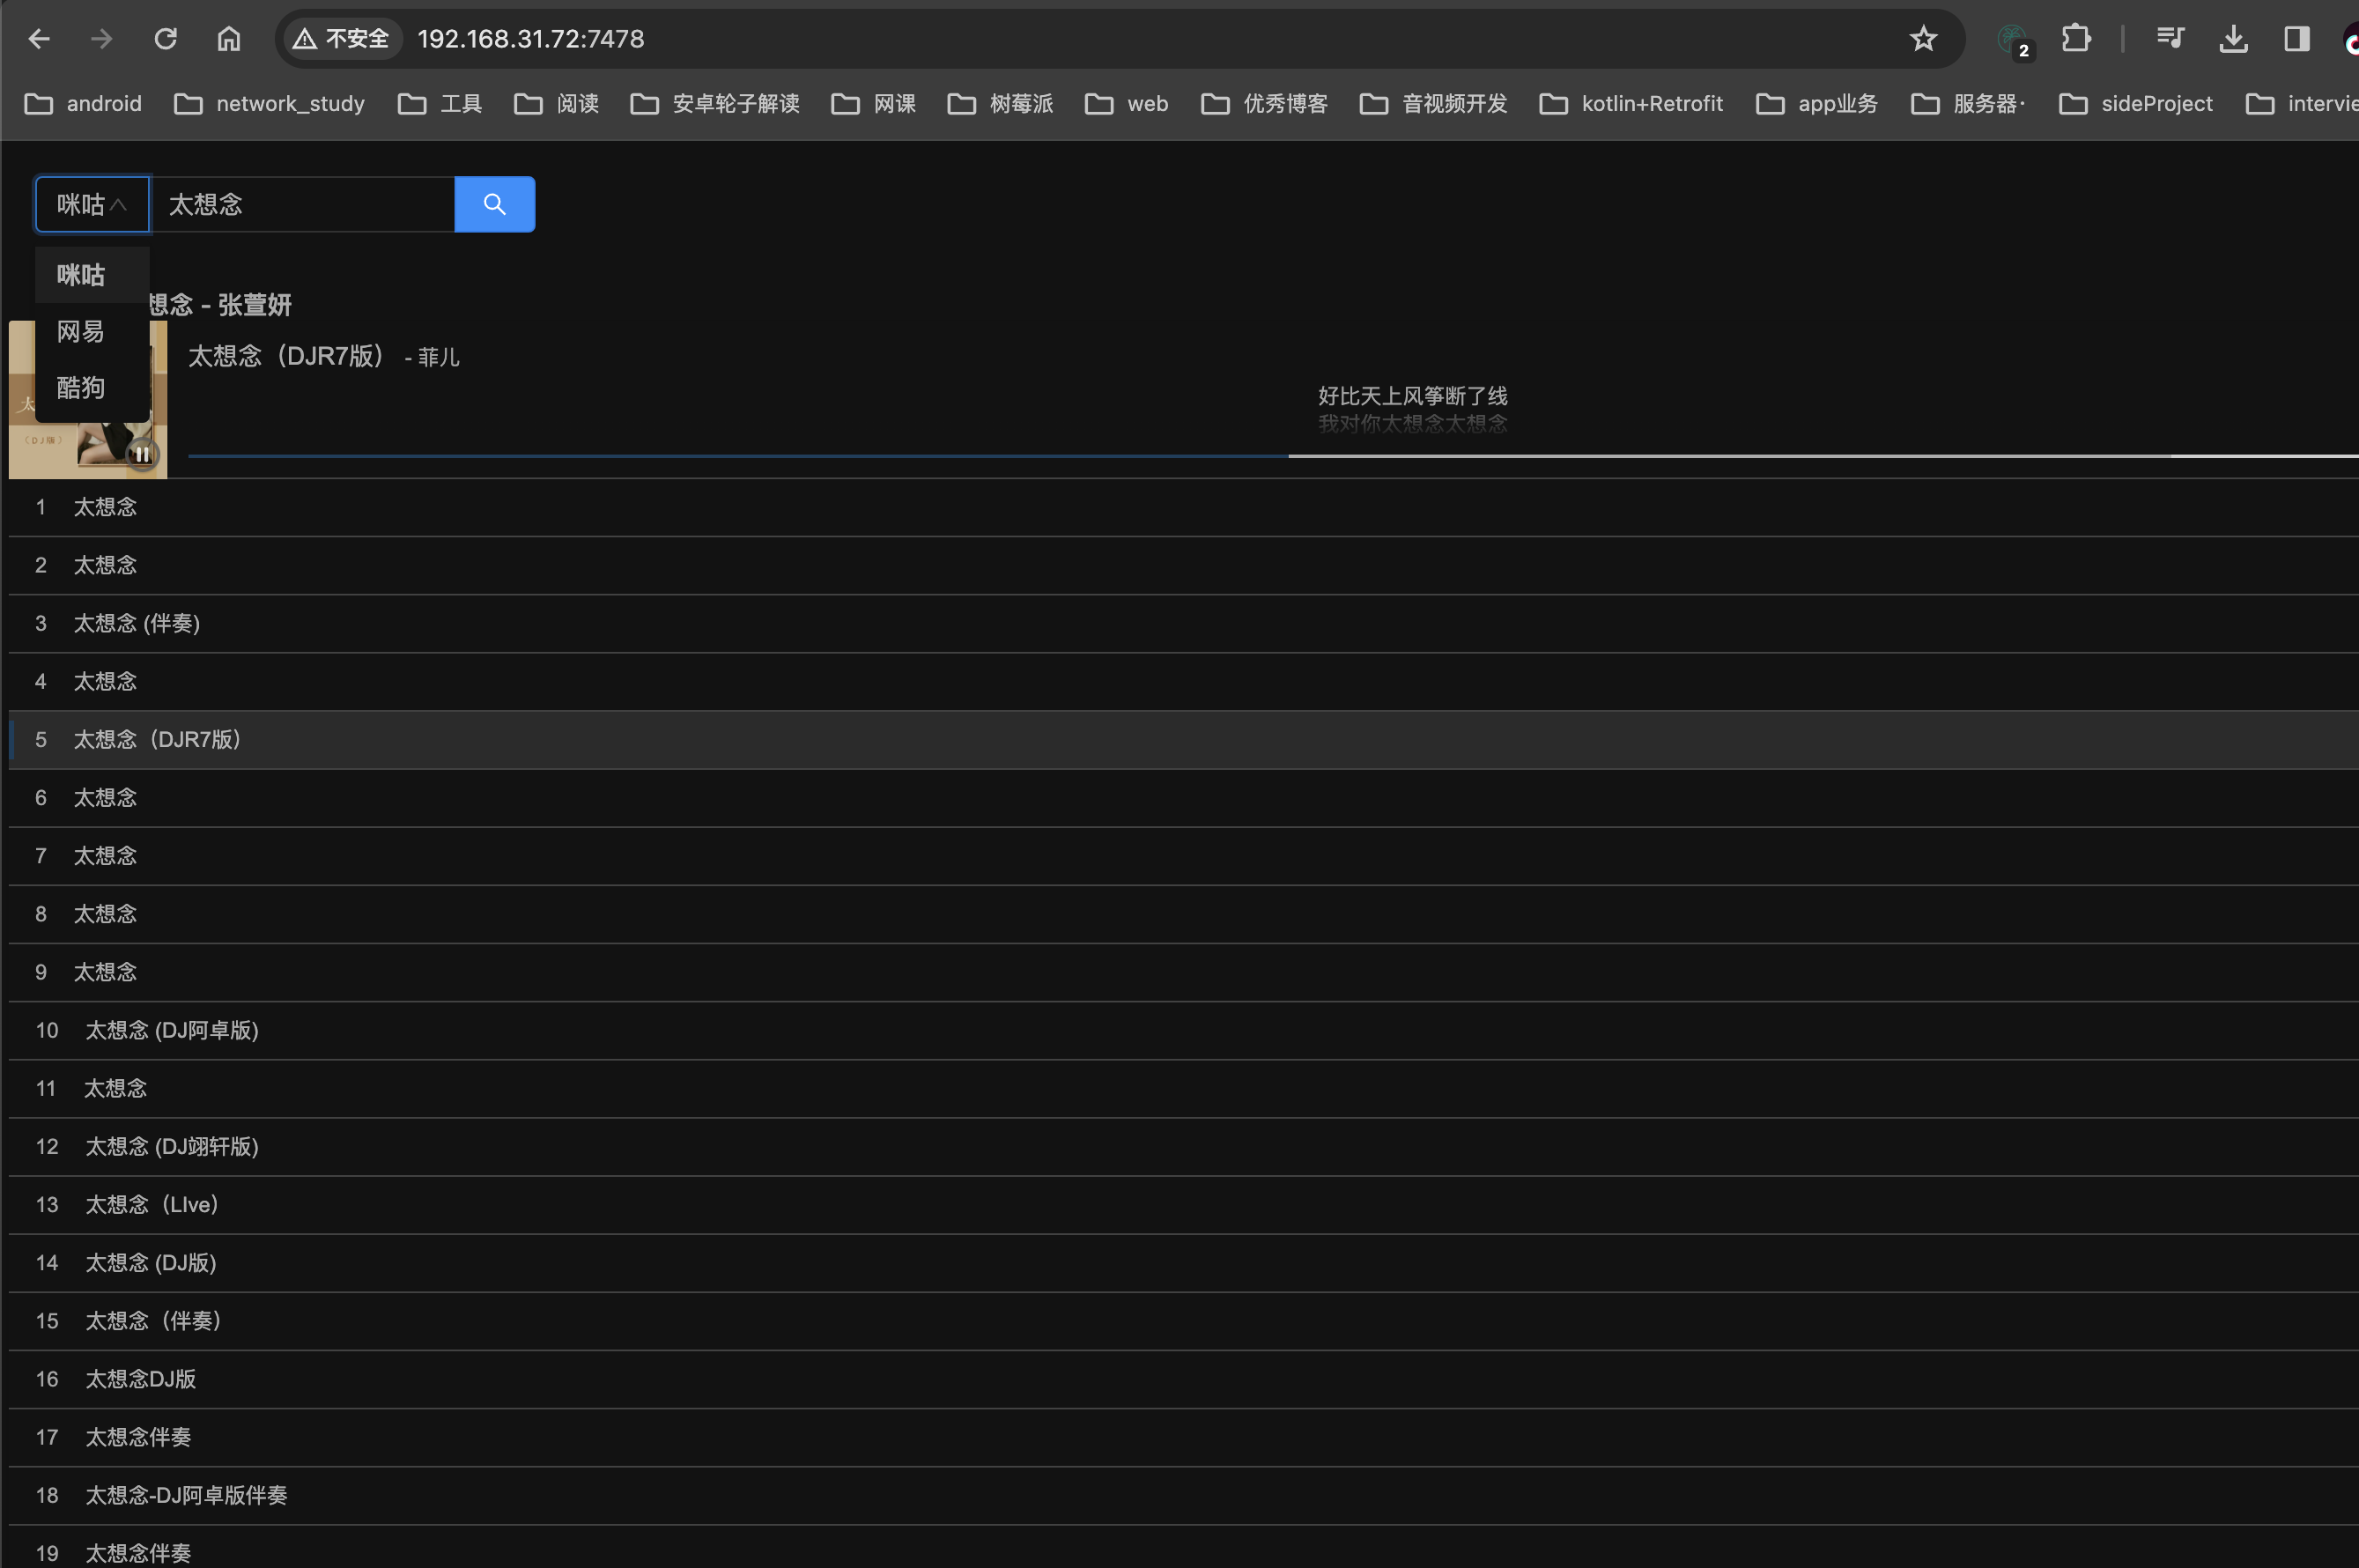 不安全 192.168.31.72:7478
2
android network_study 工具 阅读 安卓轮子解读 网课 树莓派 web 优秀博客 音视频开发 kotlin+Retrofit app业务 服务器· sideProject intervie
咪咕 太想念
咪咕
网易
酷狗
想念 - 张萱妍
太想念（DJR7版） - 菲儿
太
（DJ版）
好比天上风筝断了线
我对你太想念太想念
1 太想念
2 太想念
3 太想念 (伴奏)
4 太想念
5 太想念（DJR7版）
6 太想念
7 太想念
8 太想念
9 太想念
10 太想念 (DJ阿卓版)
11 太想念
12 太想念 (DJ翊轩版)
13 太想念（LIve）
14 太想念 (DJ版)
15 太想念（伴奏）
16 太想念DJ版
17 太想念伴奏
18 太想念-DJ阿卓版伴奏
19 太想念伴奏